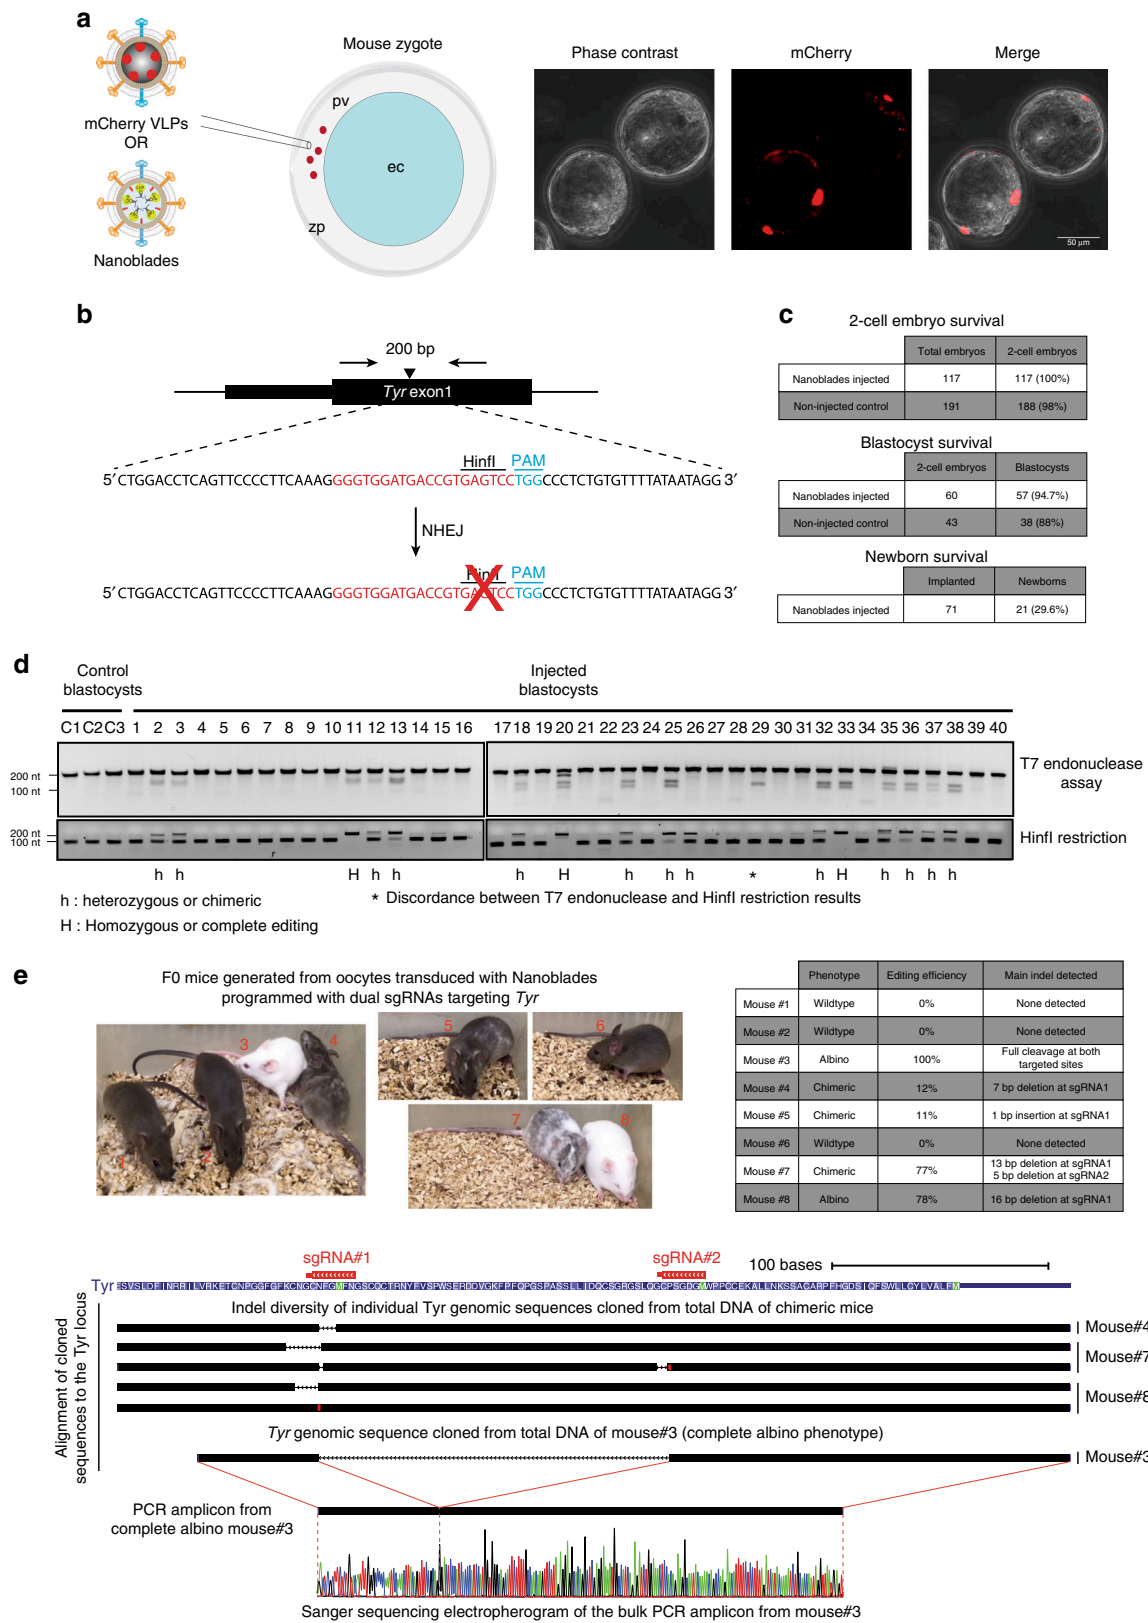 a
mCherry VLPs
OR
Nanoblades
Mouse zygote
pv
ec
zp
Phase contrast
mCherry
Merge
50 µm
b
200 bp
Tyr exon1
HinfI PAM
5′CTGGACCTCAGTTCCCCTTCAAAGGGGTGGATGACCGTGAGTCCTGGCCCTCTGTGTTTTATAATAGG 3′
NHEJ
HinfI PAM
5′CTGGACCTCAGTTCCCCTTCAAAGGGGTGGATGACCGTGAGTCCTGGCCCTCTGTGTTTTATAATAGG 3′
c
2-cell embryo survival
Total embryos 2-cell embryos
Nanoblades injected 117 117 (100%)
Non-injected control 191 188 (98%)
Blastocyst survival
2-cell embryos Blastocysts
Nanoblades injected 60 57 (94.7%)
Non-injected control 43 38 (88%)
Newborn survival
Implanted Newborns
Nanoblades injected 71 21 (29.6%)
d
Control
blastocysts
Injected
blastocysts
C1 C2 C3 1 2 3 4 5 6 7 8 9 10 11 12 13 14 15 16 17 18 19 20 21 22 23 24 25 26 27 28 29 30 31 32 33 34 35 36 37 38 39 40
200 nt
100 nt
T7 endonuclease
assay
200 nt
100 nt
HinfI restriction
h h H h h h H h h h * h H h h h h
h : heterozygous or chimeric
* Discordance between T7 endonuclease and HinfI restriction results
H : Homozygous or complete editing
e
F0 mice generated from oocytes transduced with Nanoblades
programmed with dual sgRNAs targeting Tyr
1
2
3
4
5
6
7
8
Phenotype Editing efficiency Main indel detected
Mouse #1 Wildtype 0% None detected
Mouse #2 Wildtype 0% None detected
Mouse #3 Albino 100% Full cleavage at both targeted sites
Mouse #4 Chimeric 12% 7 bp deletion at sgRNA1
Mouse #5 Chimeric 11% 1 bp insertion at sgRNA1
Mouse #6 Wildtype 0% None detected
Mouse #7 Chimeric 77% 13 bp deletion at sgRNA1 5 bp deletion at sgRNA2
Mouse #8 Albino 78% 16 bp deletion at sgRNA1
sgRNA#1
sgRNA#2
100 bases
Tyr
Indel diversity of individual Tyr genomic sequences cloned from total DNA of chimeric mice
Alignment of cloned
sequences to the Tyr locus
Mouse#4
Mouse#7
Mouse#8
Tyr genomic sequence cloned from total DNA of mouse#3 (complete albino phenotype)
Mouse#3
PCR amplicon from
complete albino mouse#3
Sanger sequencing electropherogram of the bulk PCR amplicon from mouse#3